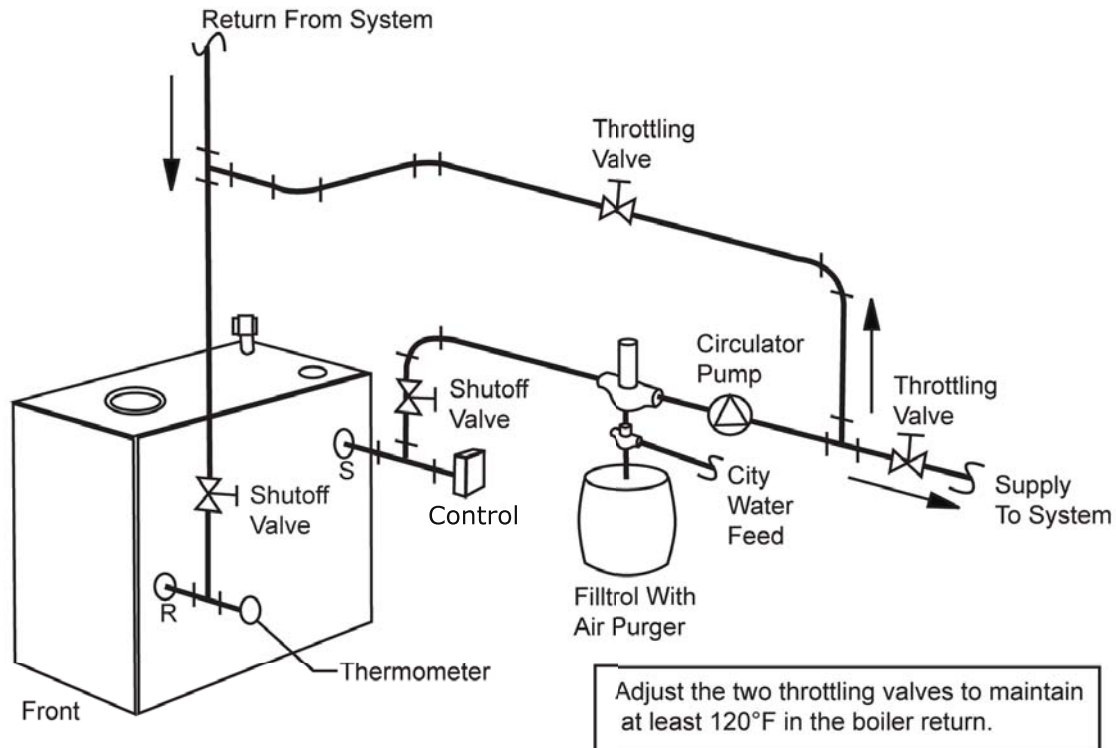 Return From System
Throttling
Valve
Circulator
Pump
Throttling
Valve
Shutoff
Valve
S
Control
City
Water
Feed
Supply
To System
Shutoff
Valve
R
Filltrol With
Air Purger
Thermometer
Front
Adjust the two throttling valves to maintain
at least 120°F in the boiler return.